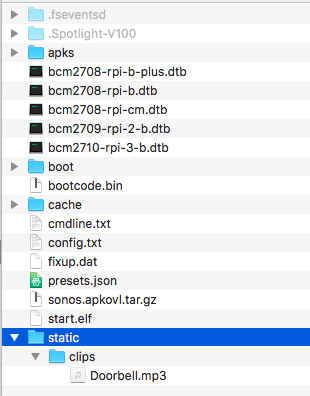 .fseventsd
.Spotlight-V100
apks
bcm2708-rpi-b-plus.dtb
bcm2708-rpi-b.dtb
bcm2708-rpi-cm.dtb
bcm2709-rpi-2-b.dtb
bcm2710-rpi-3-b.dtb
boot
bootcode.bin
cache
cmdline.txt
config.txt
fixup.dat
presets.json
sonos.apkovl.tar.gz
start.elf
static
clips
Doorbell.mp3